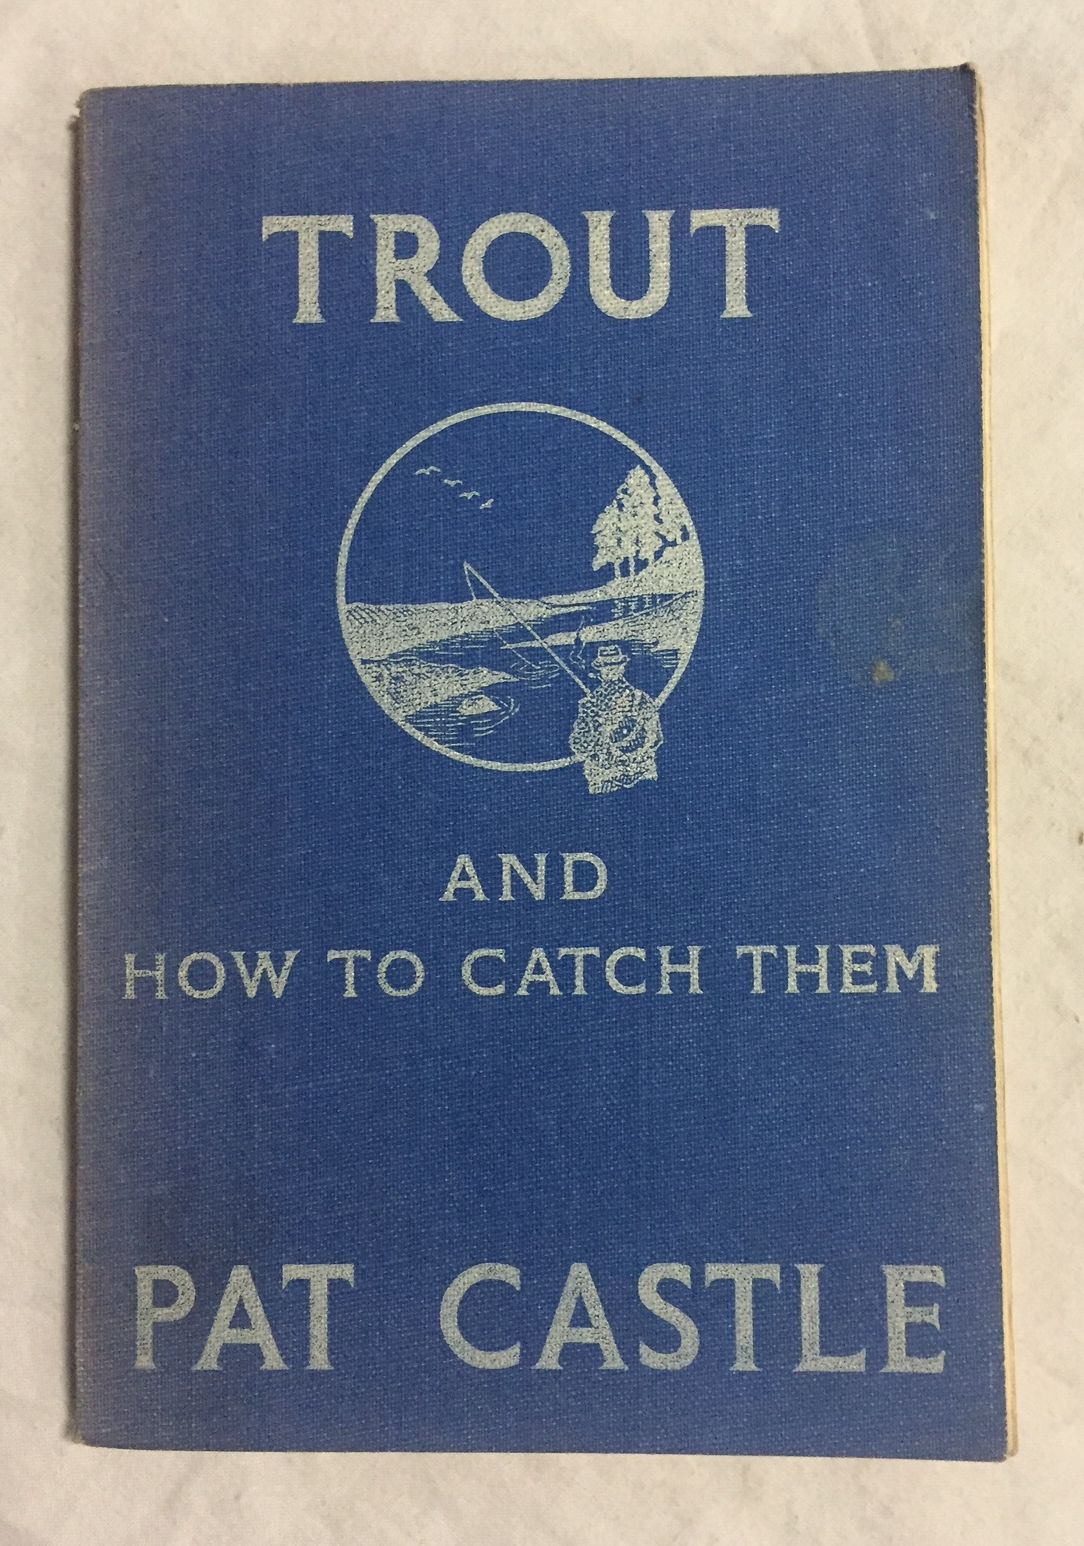 TROUT
AND
HOW TO CATCH THEM
PAT CASTLE